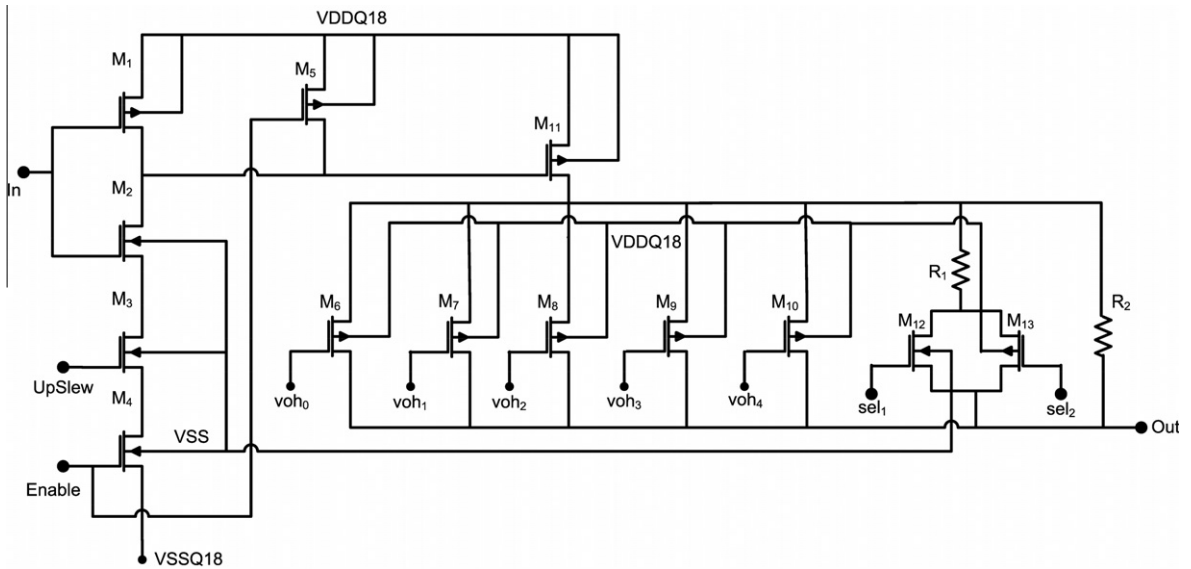 VDDQ18
M1
M5
M11
In
M2
VDDQ18
M3
R1
M6
M7
M8
M9
M10
M12
M13
R2
UpSlew
M4
voh0
voh1
voh2
voh3
voh4
sel1
sel2
VSS
Out
Enable
VSSQ18